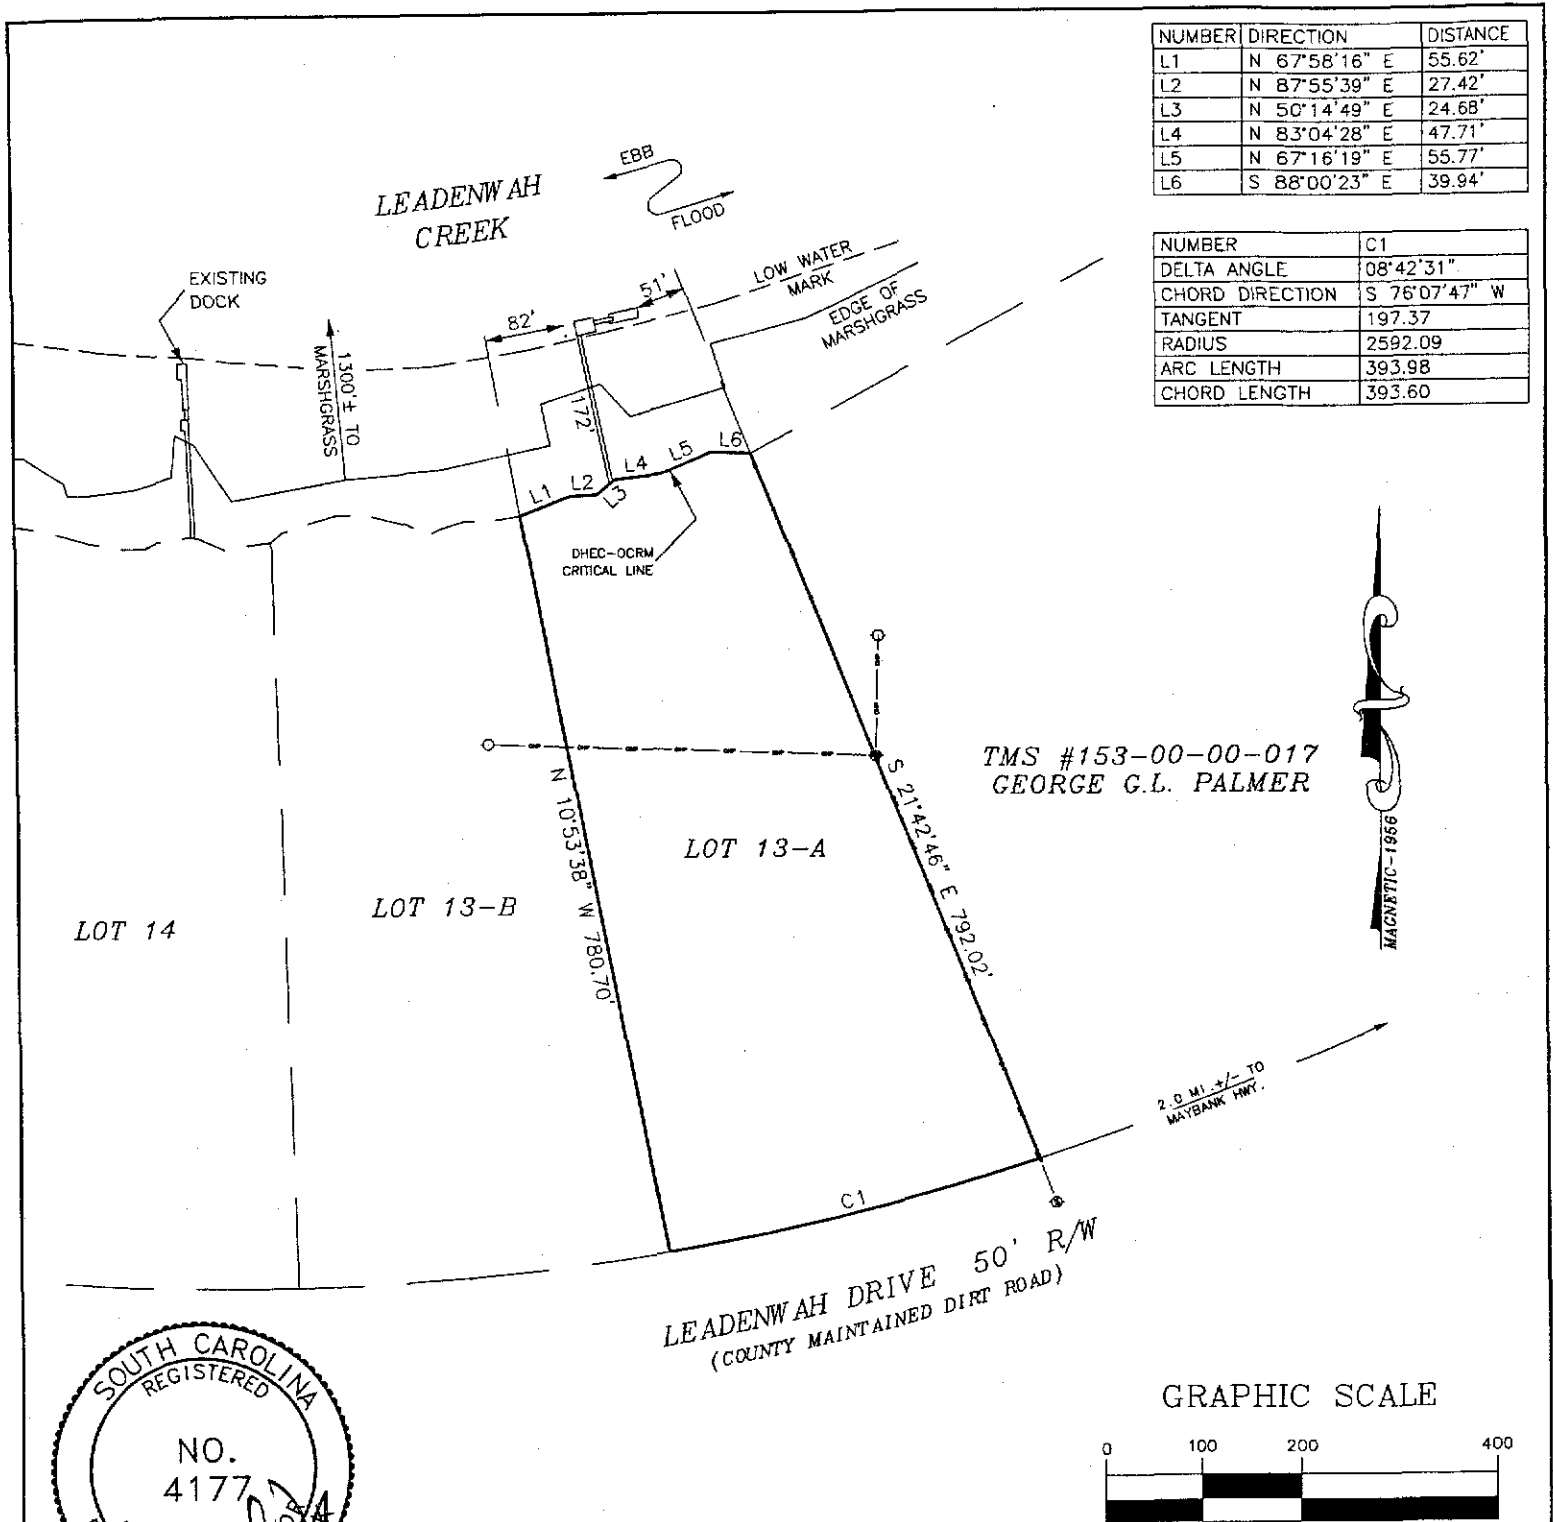 NUMBER DIRECTION DISTANCE
L1 N 67°58'16" E 55.62'
L2 N 87°55'39" E 27.42'
L3 N 50°14'49" E 24.68'
L4 N 83°04'28" E 47.71'
L5 N 67°16'19" E 55.77'
L6 S 88°00'23" E 39.94'
NUMBER C1
DELTA ANGLE 08°42'31"
CHORD DIRECTION S 76°07'47" W
TANGENT 197.37
RADIUS 2592.09
ARC LENGTH 393.98
CHORD LENGTH 393.60
EBB
FLOOD
LEADENWAH
CREEK
EXISTING
DOCK
LOW WATER
MARK
EDGE OF
MARSHGRASS
51'
82'
1300'± TO
MARSHGRASS
172'
L1
L2
L3
L4
L5
L6
DHEC-OCRM
CRITICAL LINE
TMS #153-00-00-017
GEORGE G.L. PALMER
N 10°53'38" W 780.70'
S 21°42'46" E 792.02'
LOT 13-A
LOT 13-B
LOT 14
MAGNETIC-1956
2.0 MI. +/- TO
MAYBANK HWY.
C1
LEADENWAH DRIVE 50' R/W
(COUNTY MAINTAINED DIRT ROAD)
SOUTH CAROLINA
REGISTERED
NO.
4177
GRAPHIC SCALE
0 100 200 400